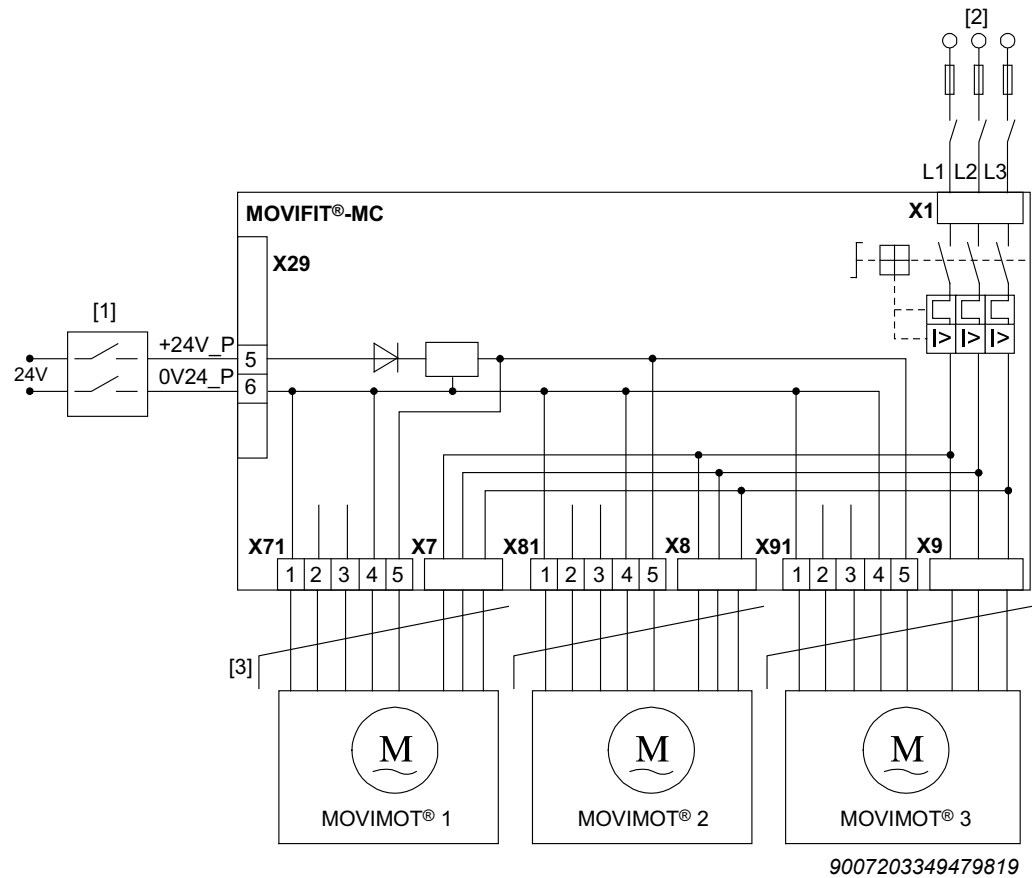 [2]
L1 L2 L3
MOVIFIT®-MC
X1
X29
[1]
+24V_P
5
24V
0V24_P
6
I> I> I>
X71 X7 X81 X8 X91 X9
1 2 3 4 5 1 2 3 4 5 1 2 3 4 5
[3]
M M M
MOVIMOT® 1 MOVIMOT® 2 MOVIMOT® 3
9007203349479819